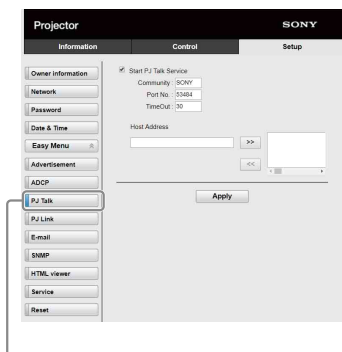 Projector
SONY
Information
Control
Setup
Owner information
Network
Password
Date & Time
Easy Menu
Advertisement
ADCP
PJ Talk
PJ Link
E-mail
SNMP
HTML viewer
Service
Reset
Start PJ Talk Service
Community : SONY
Port No. : 53484
TimeOut : 30
Host Address
>>
<<
Apply